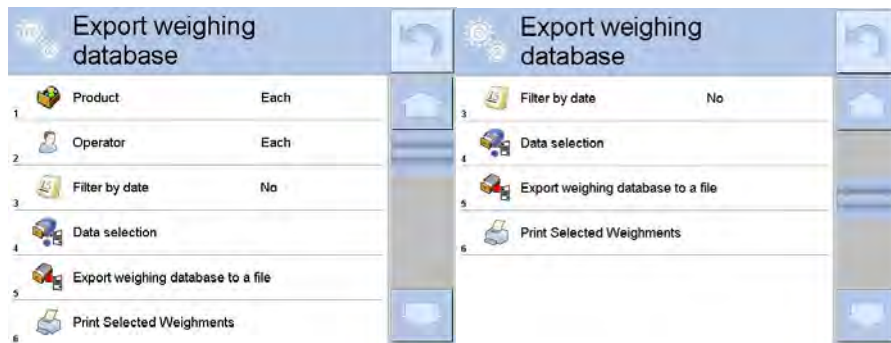 Export weighing
database
1 Product Each
2 Operator Each
3 Filter by date No
4 Data selection
5 Export weighing database to a file
6 Print Selected Weighments
Export weighing
database
3 Filter by date No
4 Data selection
5 Export weighing database to a file
6 Print Selected Weighments